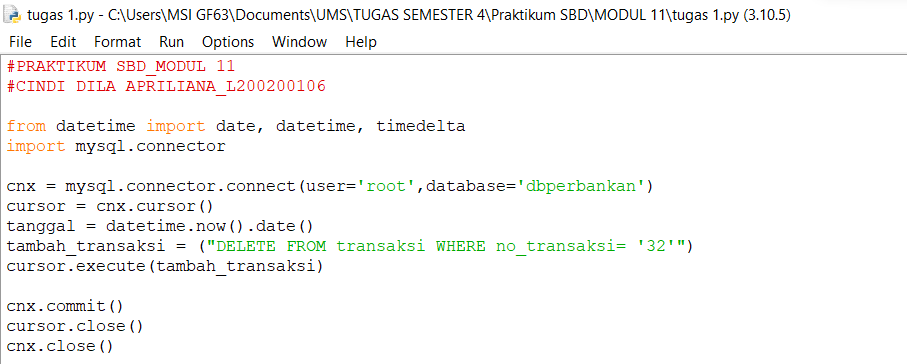 tugas 1.py - C:\Users\MSI GF63\Documents\UMS\TUGAS SEMESTER 4\Praktikum SBD\MODUL 11\tugas 1.py (3.10.5)
File Edit Format Run Options Window Help
#PRAKTIKUM SBD_MODUL 11
#CINDI DILA APRILIANA_L200200106
from datetime import date, datetime, timedelta
import mysql.connector
cnx = mysql.connector.connect(user='root',database='dbperbankan')
cursor = cnx.cursor()
tanggal = datetime.now().date()
tambah_transaksi = ("DELETE FROM transaksi WHERE no_transaksi= '32'")
cursor.execute(tambah_transaksi)
cnx.commit()
cursor.close()
cnx.close()